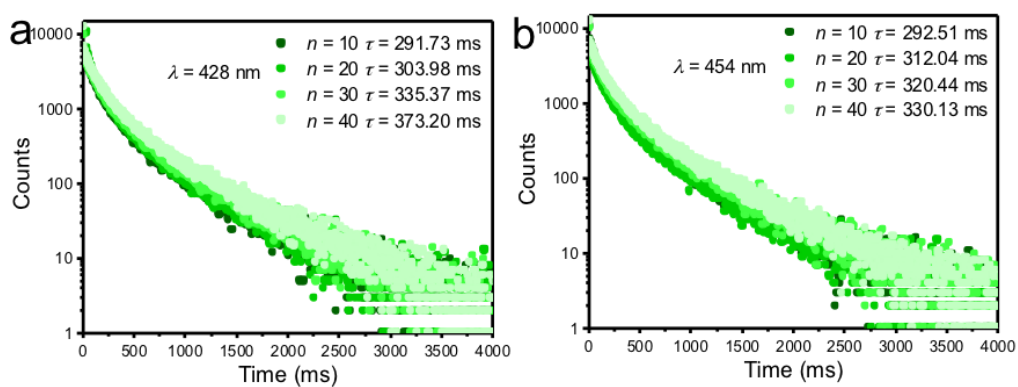 a
10000
1000
100
10
1
Counts
λ = 428 nm
n = 10 τ = 291.73 ms
n = 20 τ = 303.98 ms
n = 30 τ = 335.37 ms
n = 40 τ = 373.20 ms
0 500 1000 1500 2000 2500 3000 3500 4000
Time (ms)
b
10000
1000
100
10
1
Counts
λ = 454 nm
n = 10 τ = 292.51 ms
n = 20 τ = 312.04 ms
n = 30 τ = 320.44 ms
n = 40 τ = 330.13 ms
0 500 1000 1500 2000 2500 3000 3500 4000
Time (ms)